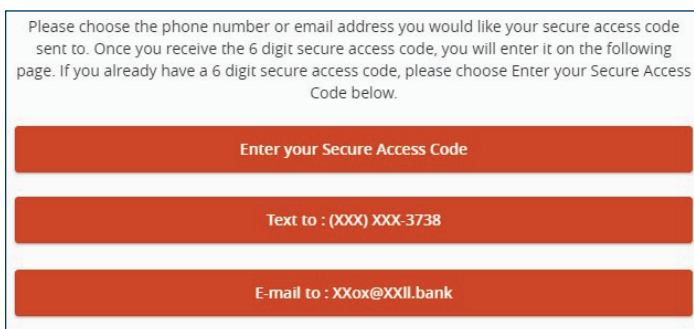 Please choose the phone number or email address you would like your secure access code
sent to. Once you receive the 6 digit secure access code, you will enter it on the following
page. If you already have a 6 digit secure access code, please choose Enter your Secure Access
Code below.
Enter your Secure Access Code
Text to : (XXX) XXX-3738
E-mail to : XXox@XXll.bank